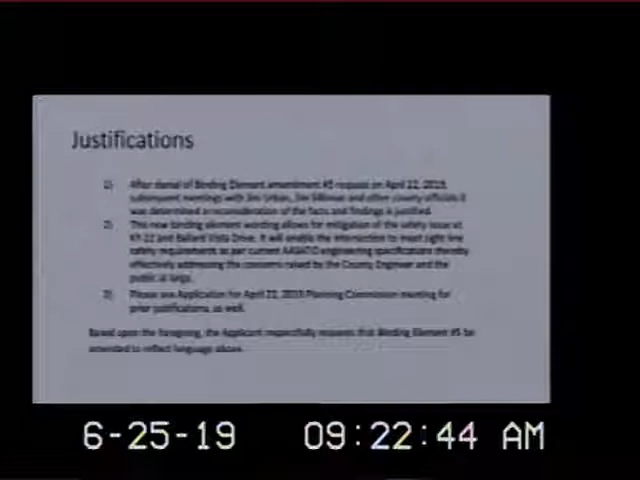 Justifications
1) After denial of Binding Element amendment #5 request on April 22, 2019,
subsequent meetings with Jim Urban, Jim Silliman and other county officials it
was determined a reconsideration of the facts and findings is justified.
2) This new binding element wording allows for mitigation of the safety issue at
KY-22 and Ballard Vista Drive. It will enable the intersection to meet sight line
safety requirements as per current AASHTO engineering specifications thereby
effectively addressing the concerns raised by the County Engineer and the
public at large.
3) Please see Application for April 22, 2019 Planning Commission meeting for
prior justifications, as well.
Based upon the foregoing, the Applicant respectfully requests that Binding Element #5 be
amended to reflect language above.
6-25-19 09:22:44 AM